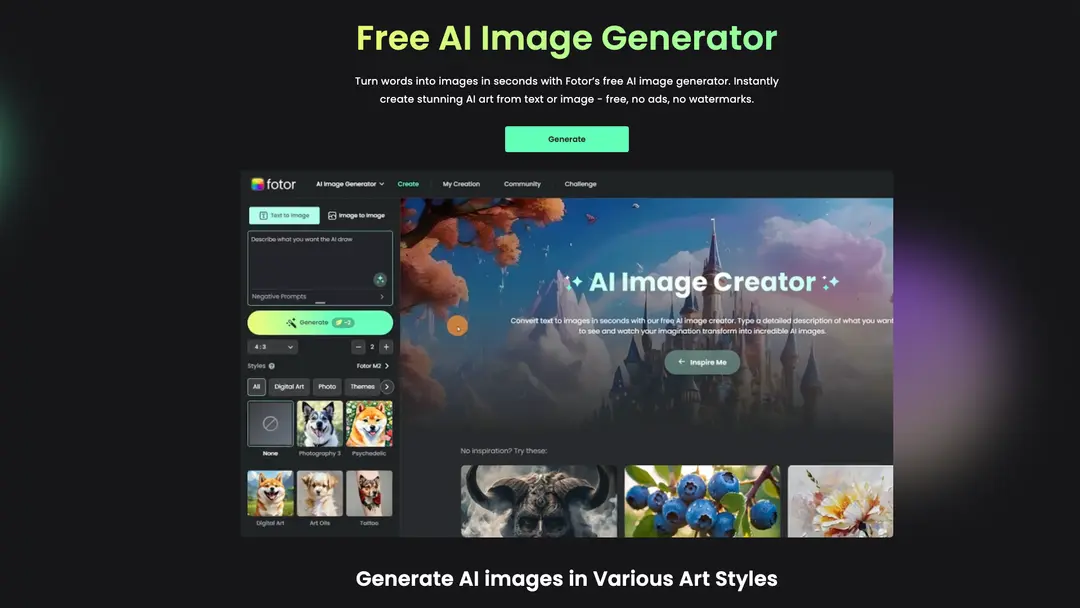 Free AI Image Generator
Turn words into images in seconds with Fotor's free AI image generator. Instantly
create stunning AI art from text or image - free, no ads, no watermarks.
Generate
fotor
AI Image Generator
Create
My Creation
Community
Challenge
Text to Image
Image to Image
Describe what you want the AI draw
Negative Prompts
Generate
-2
4 : 3
− 2 +
Styles
Fotor M2
All
Digital Art
Photo
Themes
None
Photography 3
Psychedelic
Digital Art
Art Oils
Tattoo
AI Image Creator
Convert text to images in seconds with our free AI image creator. Type a detailed description of what you want
to see and watch your imagination transform into incredible AI images.
Inspire Me
No inspiration? Try these:
Generate AI images in Various Art Styles